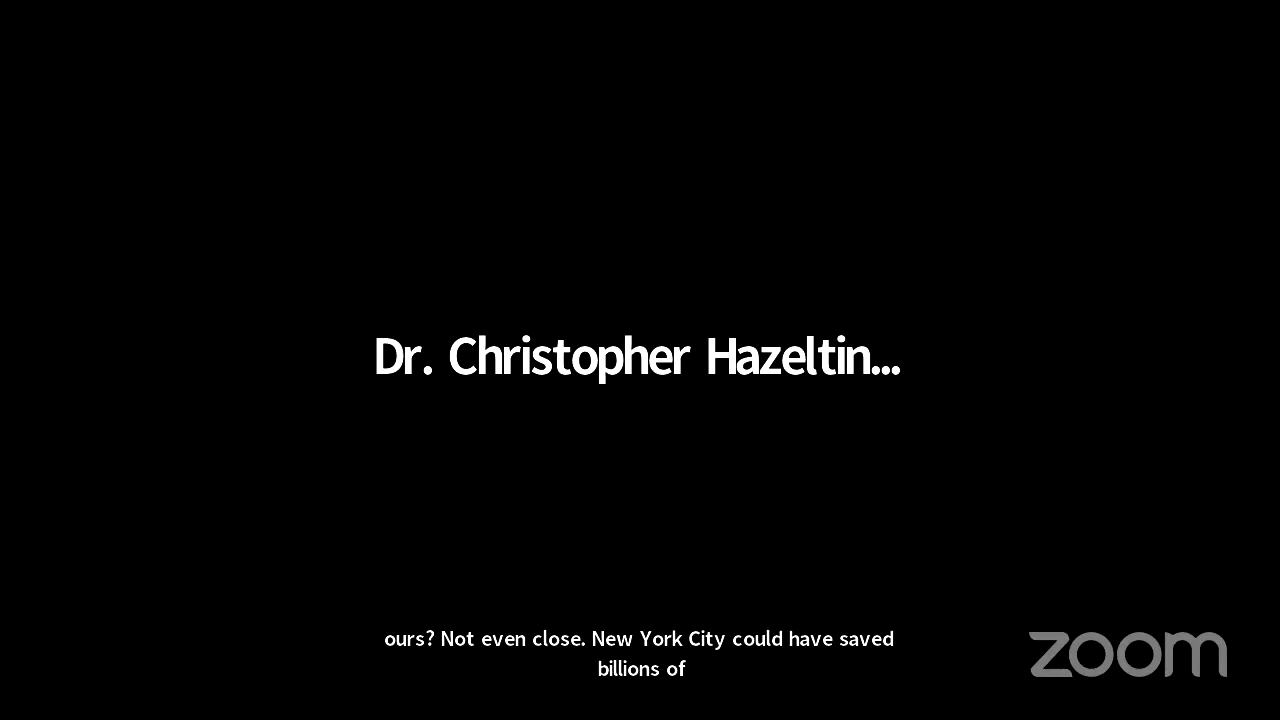 Dr. Christopher Hazeltin...
ours? Not even close. New York City could have saved
billions of
zoom